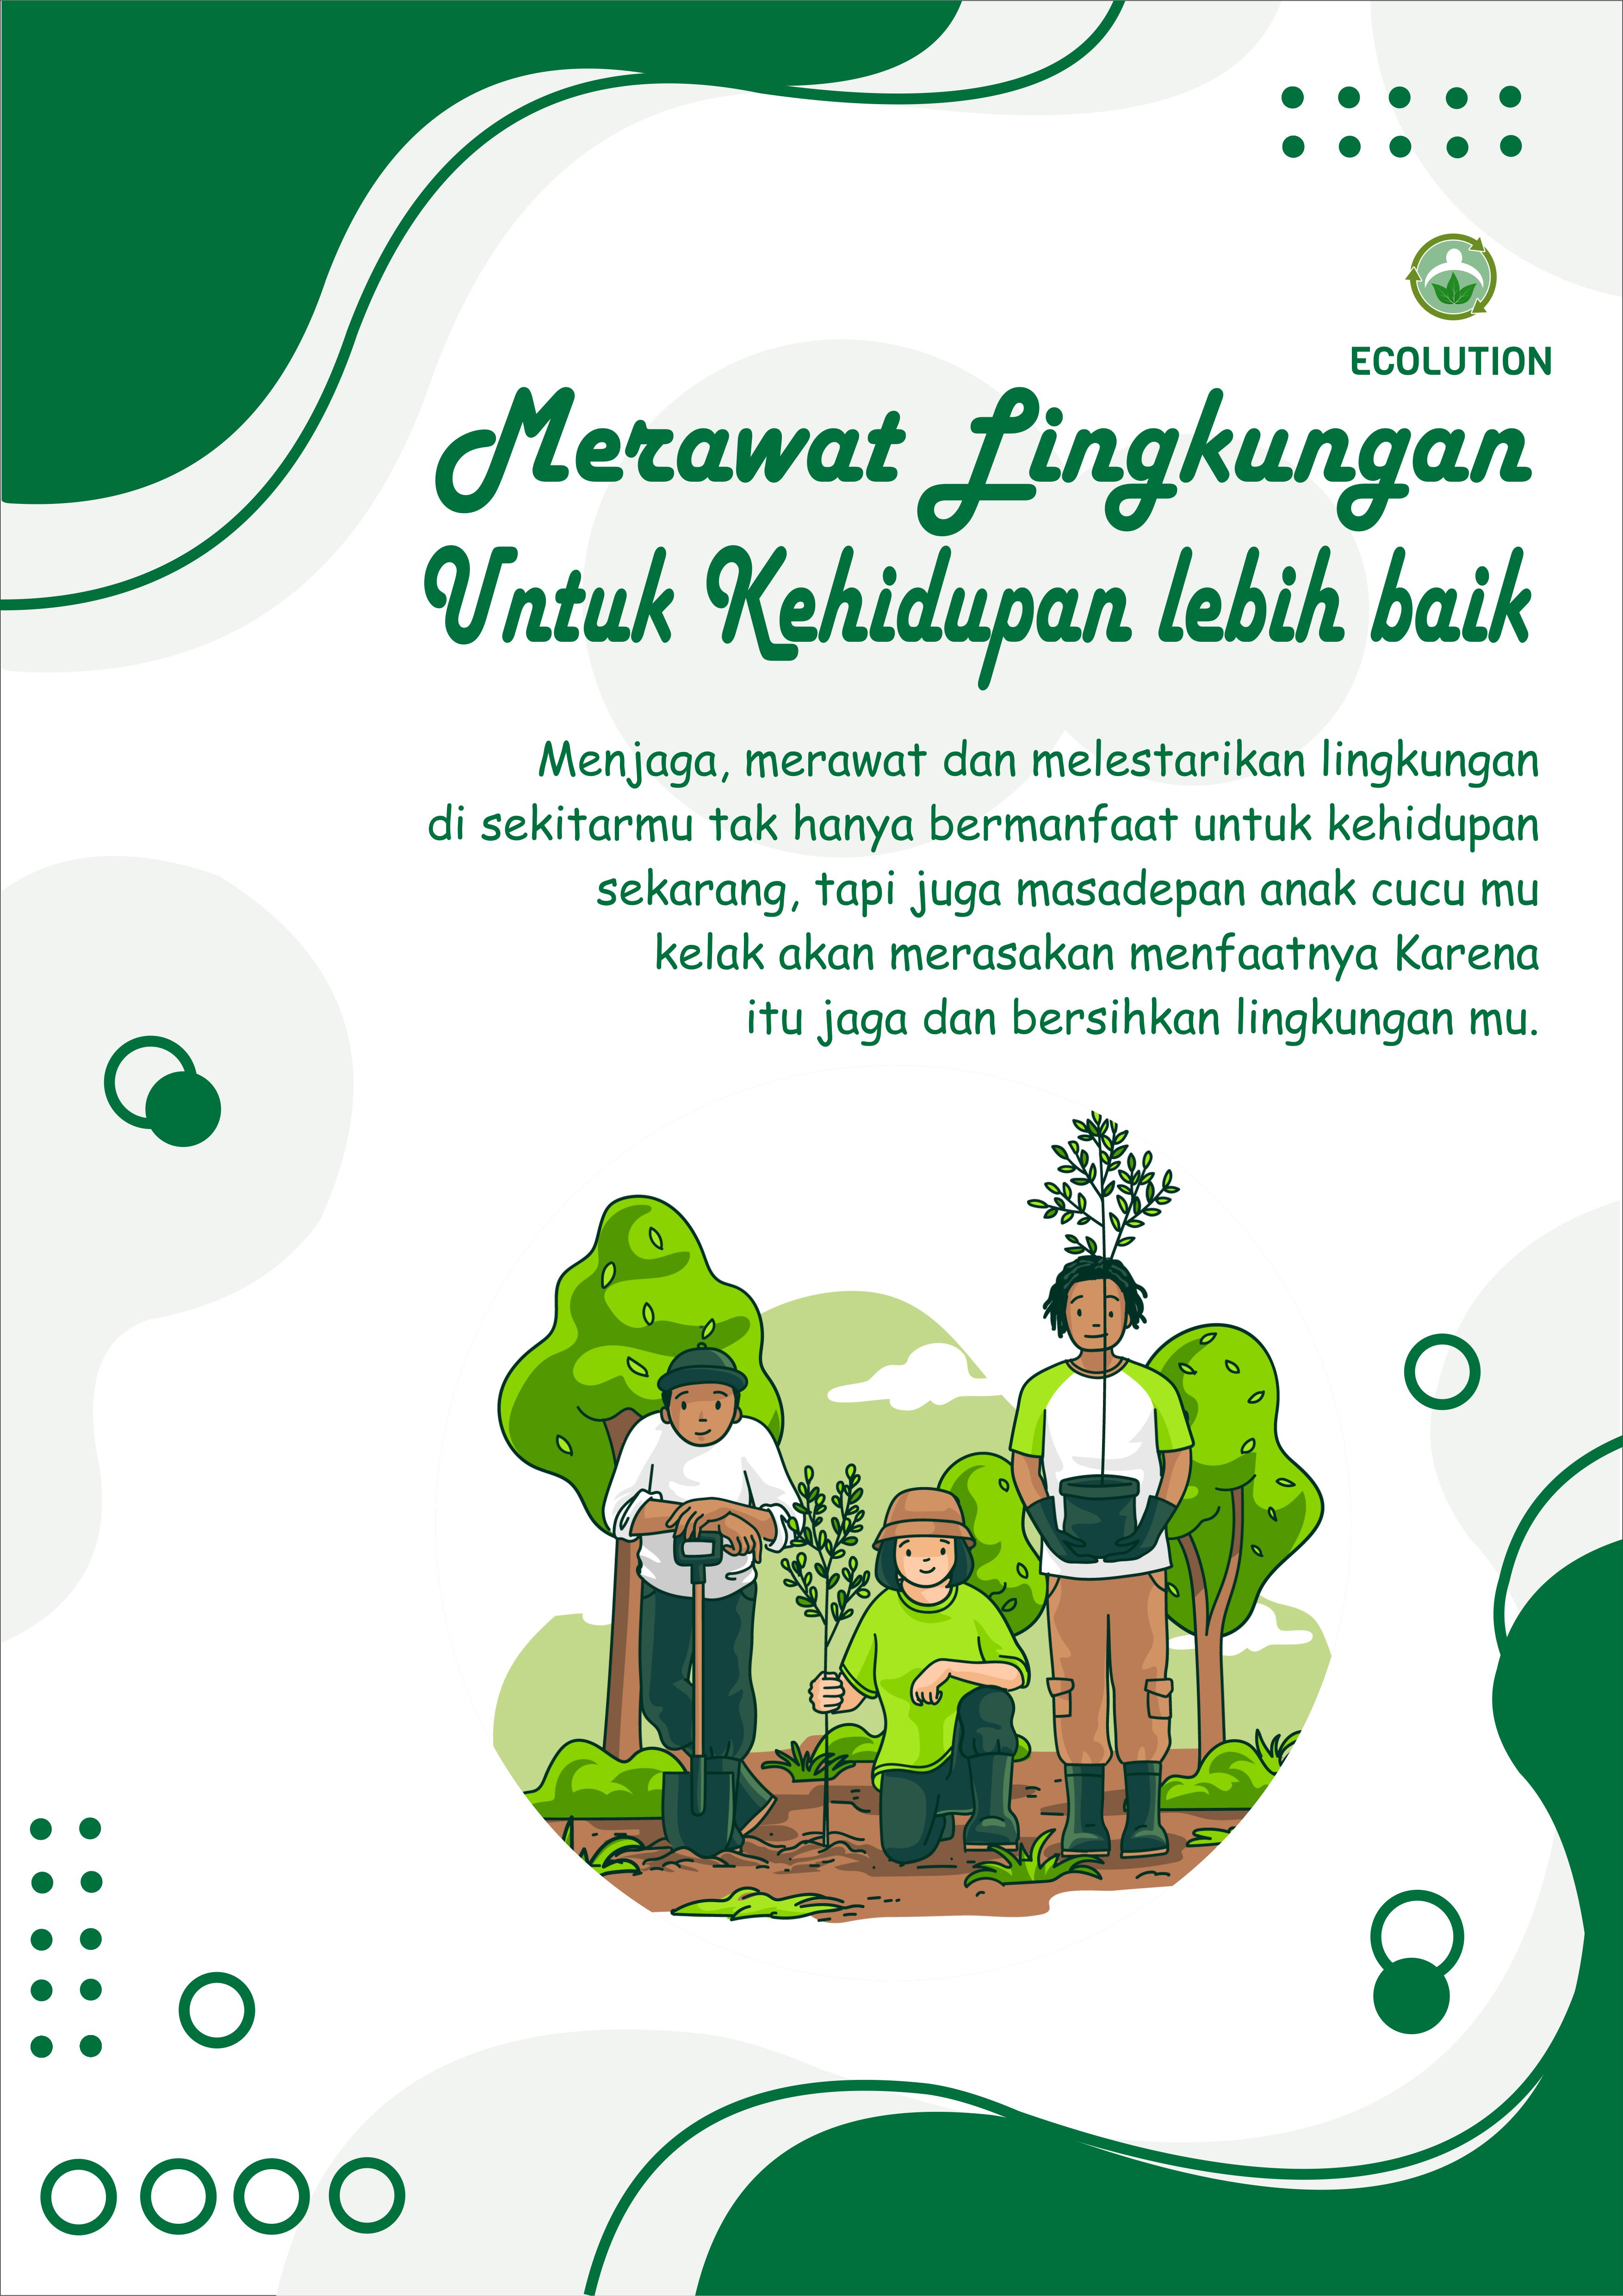 ECOLUTION
Merawat Lingkungan
Untuk Kehidupan lebih baik
Menjaga, merawat dan melestarikan lingkungan
di sekitarmu tak hanya bermanfaat untuk kehidupan
sekarang, tapi juga masadepan anak cucu mu
kelak akan merasakan menfaatnya Karena
itu jaga dan bersihkan lingkungan mu.